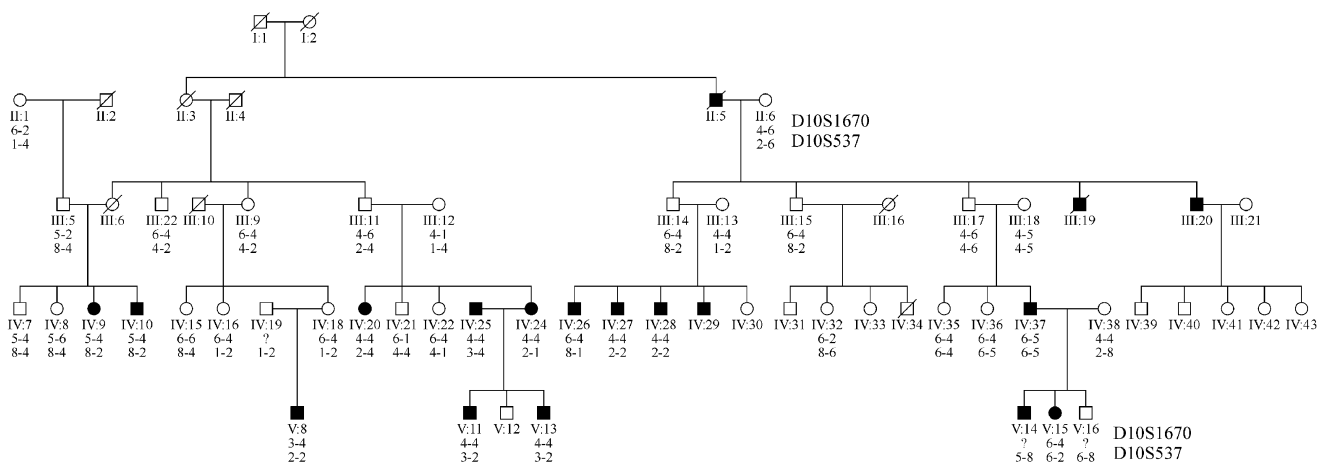 I:1 I:2
II:1 II:2 II:3 II:4 II:5 II:6
6-2 4-6 D10S1670
1-4 2-6 D10S537
III:5 III:6 III:22 III:10 III:9 III:11 III:12 III:14 III:13 III:15 III:16 III:17 III:18 III:19 III:20 III:21
5-2 6-4 6-4 4-6 4-1 6-4 4-4 6-4 4-6 4-5
8-4 4-2 4-2 2-4 1-4 8-2 1-2 8-2 4-6 4-5
IV:7 IV:8 IV:9 IV:10 IV:15 IV:16 IV:19 IV:18 IV:20 IV:21 IV:22 IV:25 IV:24 IV:26 IV:27 IV:28 IV:29 IV:30 IV:31 IV:32 IV:33 IV:34 IV:35 IV:36 IV:37 IV:38 IV:39 IV:40 IV:41 IV:42 IV:43
5-4 5-6 5-4 5-4 6-6 6-4 ? 6-4 4-4 6-1 6-4 4-4 4-4 6-4 4-4 4-4 6-2 6-4 6-4 6-5 4-4
8-4 8-4 8-2 8-2 8-4 1-2 1-2 1-2 2-4 4-4 4-1 3-4 2-1 8-1 2-2 2-2 8-6 6-4 6-5 6-5 2-8
V:8 V:11 V:12 V:13 V:14 V:15 V:16
3-4 4-4 4-4 ? 6-4 ? D10S1670
2-2 3-2 3-2 5-8 6-2 6-8 D10S537